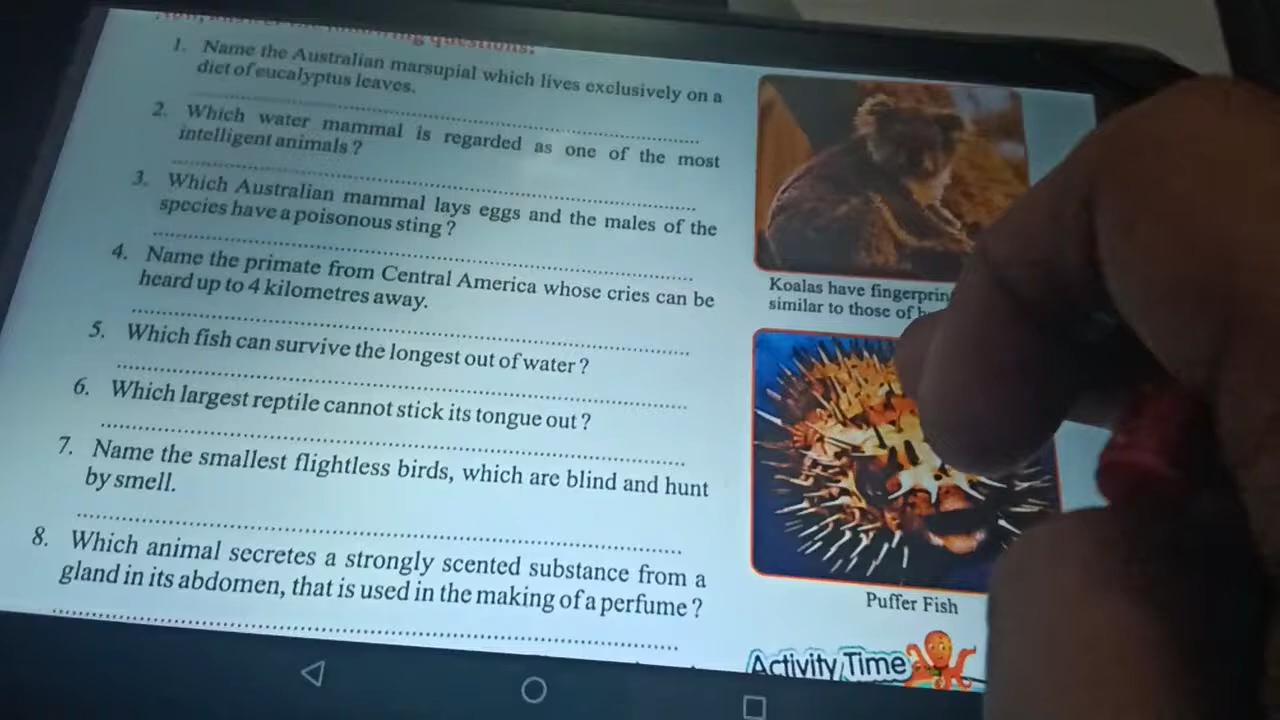 following questions:
1. Name the Australian marsupial which lives exclusively on a
diet of eucalyptus leaves.
2. Which water mammal is regarded as one of the most
intelligent animals ?
3. Which Australian mammal lays eggs and the males of the
species have a poisonous sting ?
4. Name the primate from Central America whose cries can be
heard up to 4 kilometres away.
5. Which fish can survive the longest out of water ?
6. Which largest reptile cannot stick its tongue out ?
7. Name the smallest flightless birds, which are blind and hunt
by smell.
8. Which animal secretes a strongly scented substance from a
gland in its abdomen, that is used in the making of a perfume ?
Koalas have
similar to those of
Puffer Fish
Activity Time